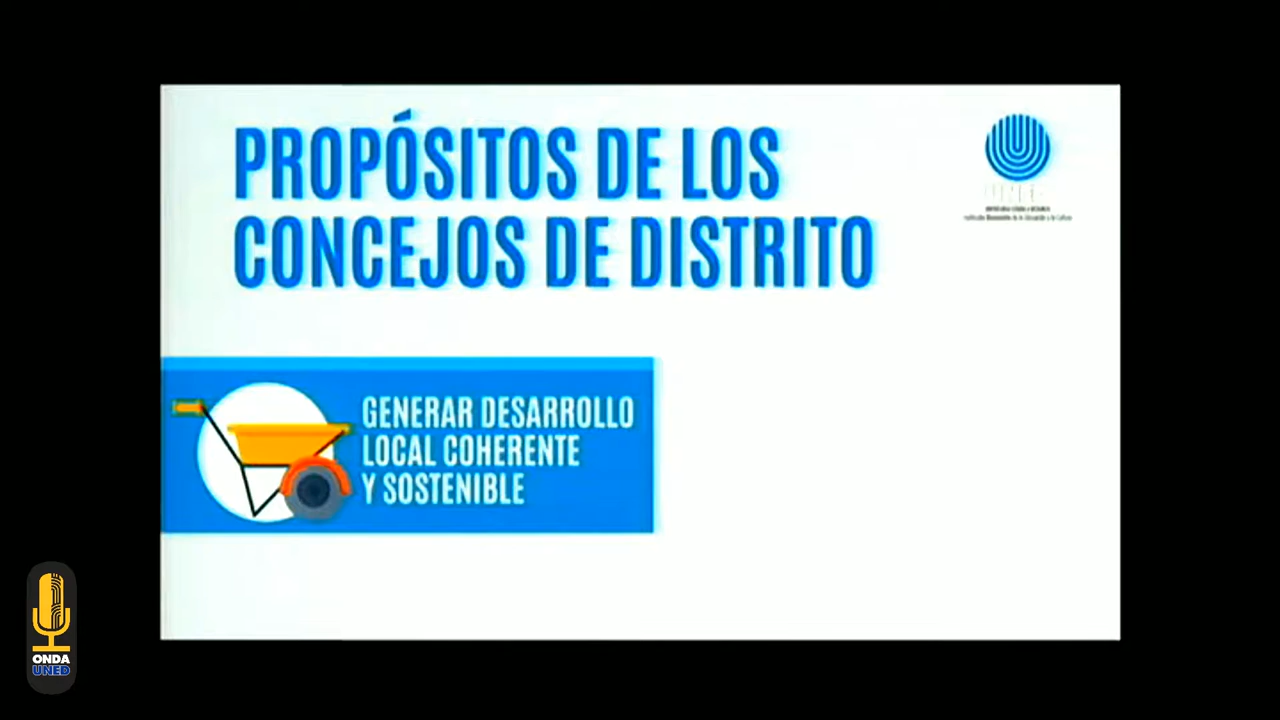 PROPÓSITOS DE LOS
CONCEJOS DE DISTRITO
GENERAR DESARROLLO
LOCAL COHERENTE
Y SOSTENIBLE
ONDA
UNED